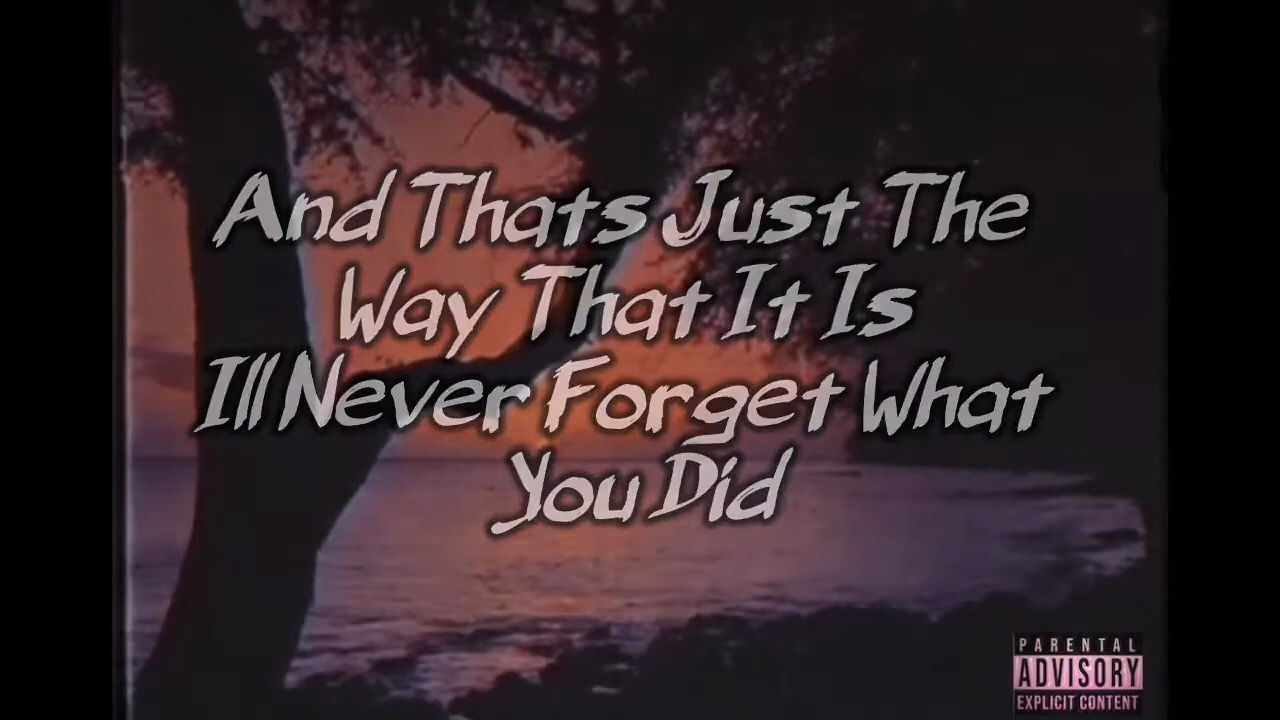 And Thats Just The
Way That It Is
Ill Never Forget What
You Did
PARENTAL
ADVISORY
EXPLICIT CONTENT